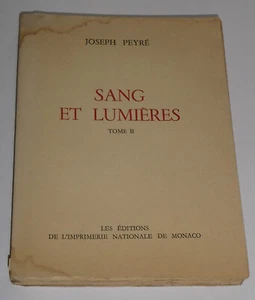 JOSEPH PEYRÉ
SANG
ET LUMIÈRES
TOME II
LES ÉDITIONS
DE L'IMPRIMERIE NATIONALE DE MONACO